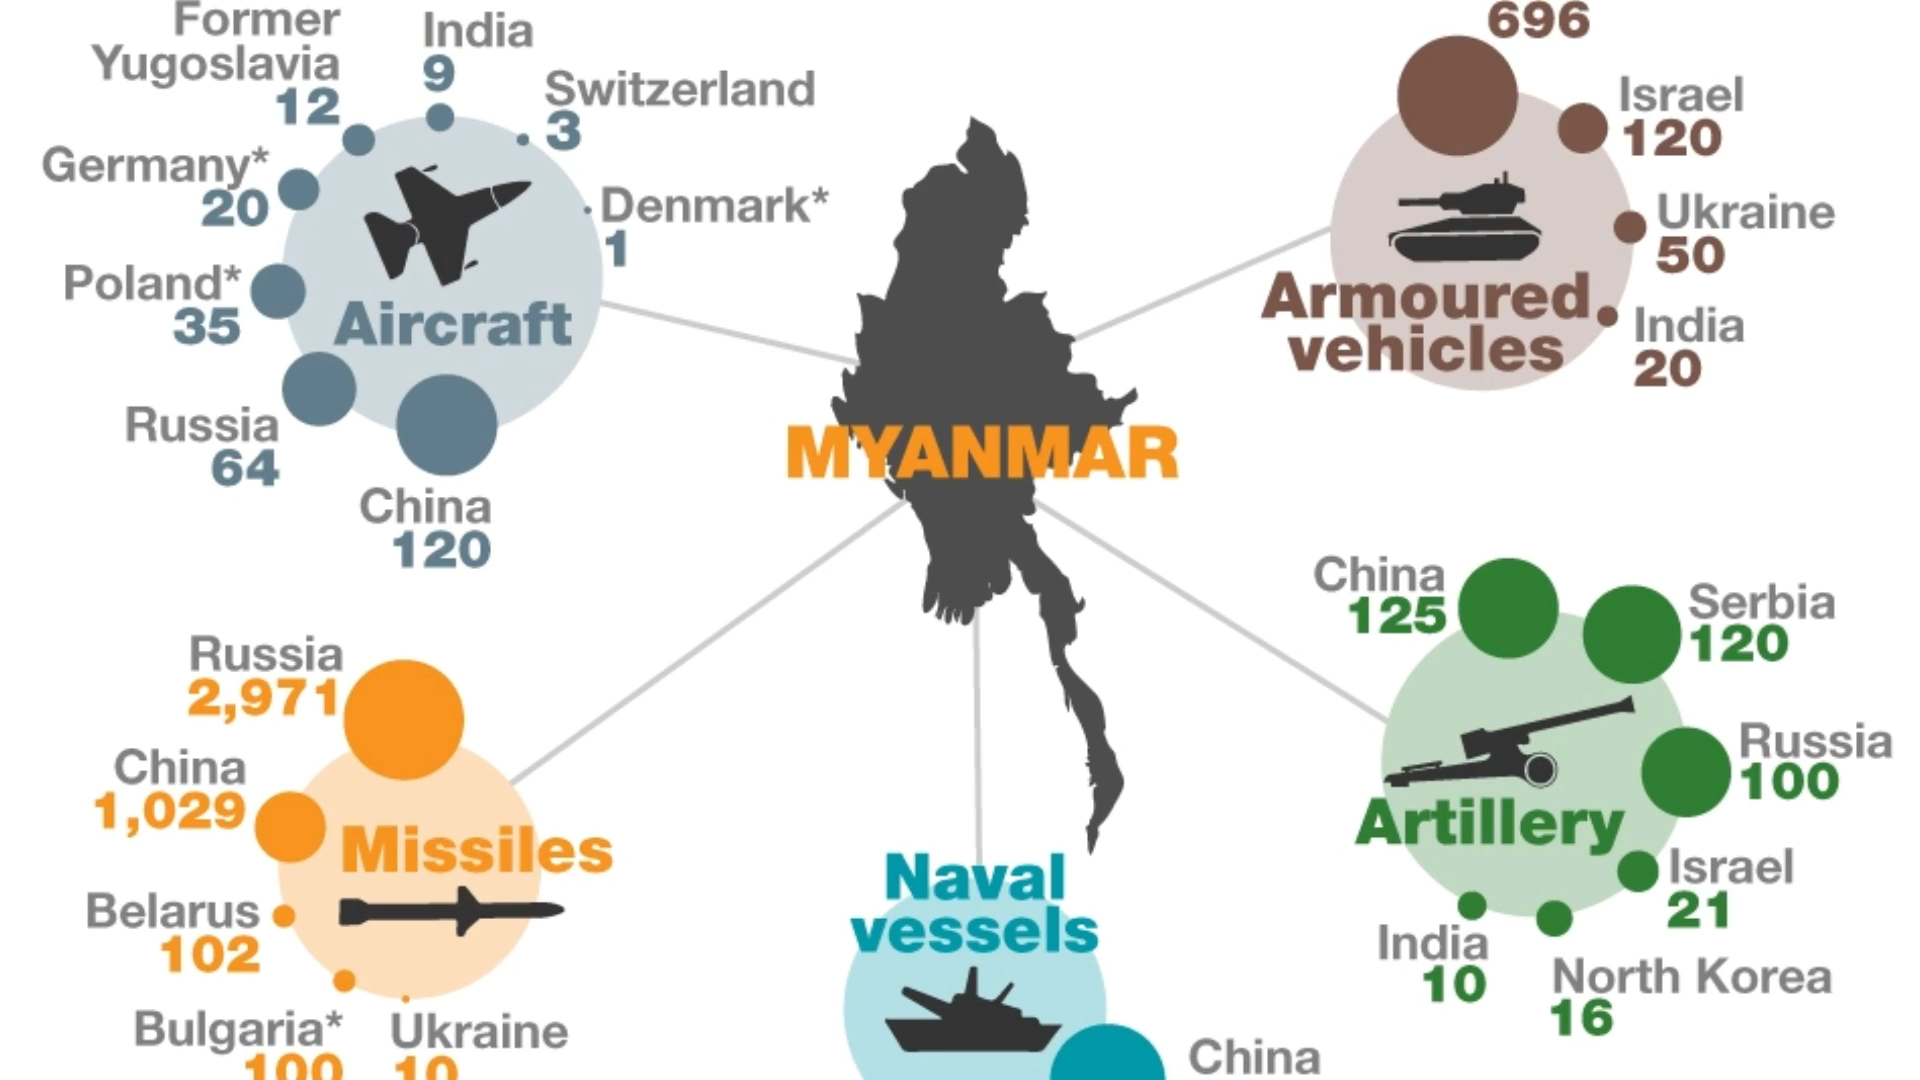 Former
Yugoslavia
12
India
9
Switzerland
3
Germany*
20
Denmark*
1
Poland*
35
Aircraft
Russia
64
China
120
696
Israel
120
Ukraine
50
Armoured
vehicles
India
20
MYANMAR
Russia
2,971
China
1,029
Missiles
Belarus
102
Bulgaria*
100
Ukraine
10
Naval
vessels
China
China
125
Serbia
120
Russia
100
Artillery
Israel
21
India
10
North Korea
16